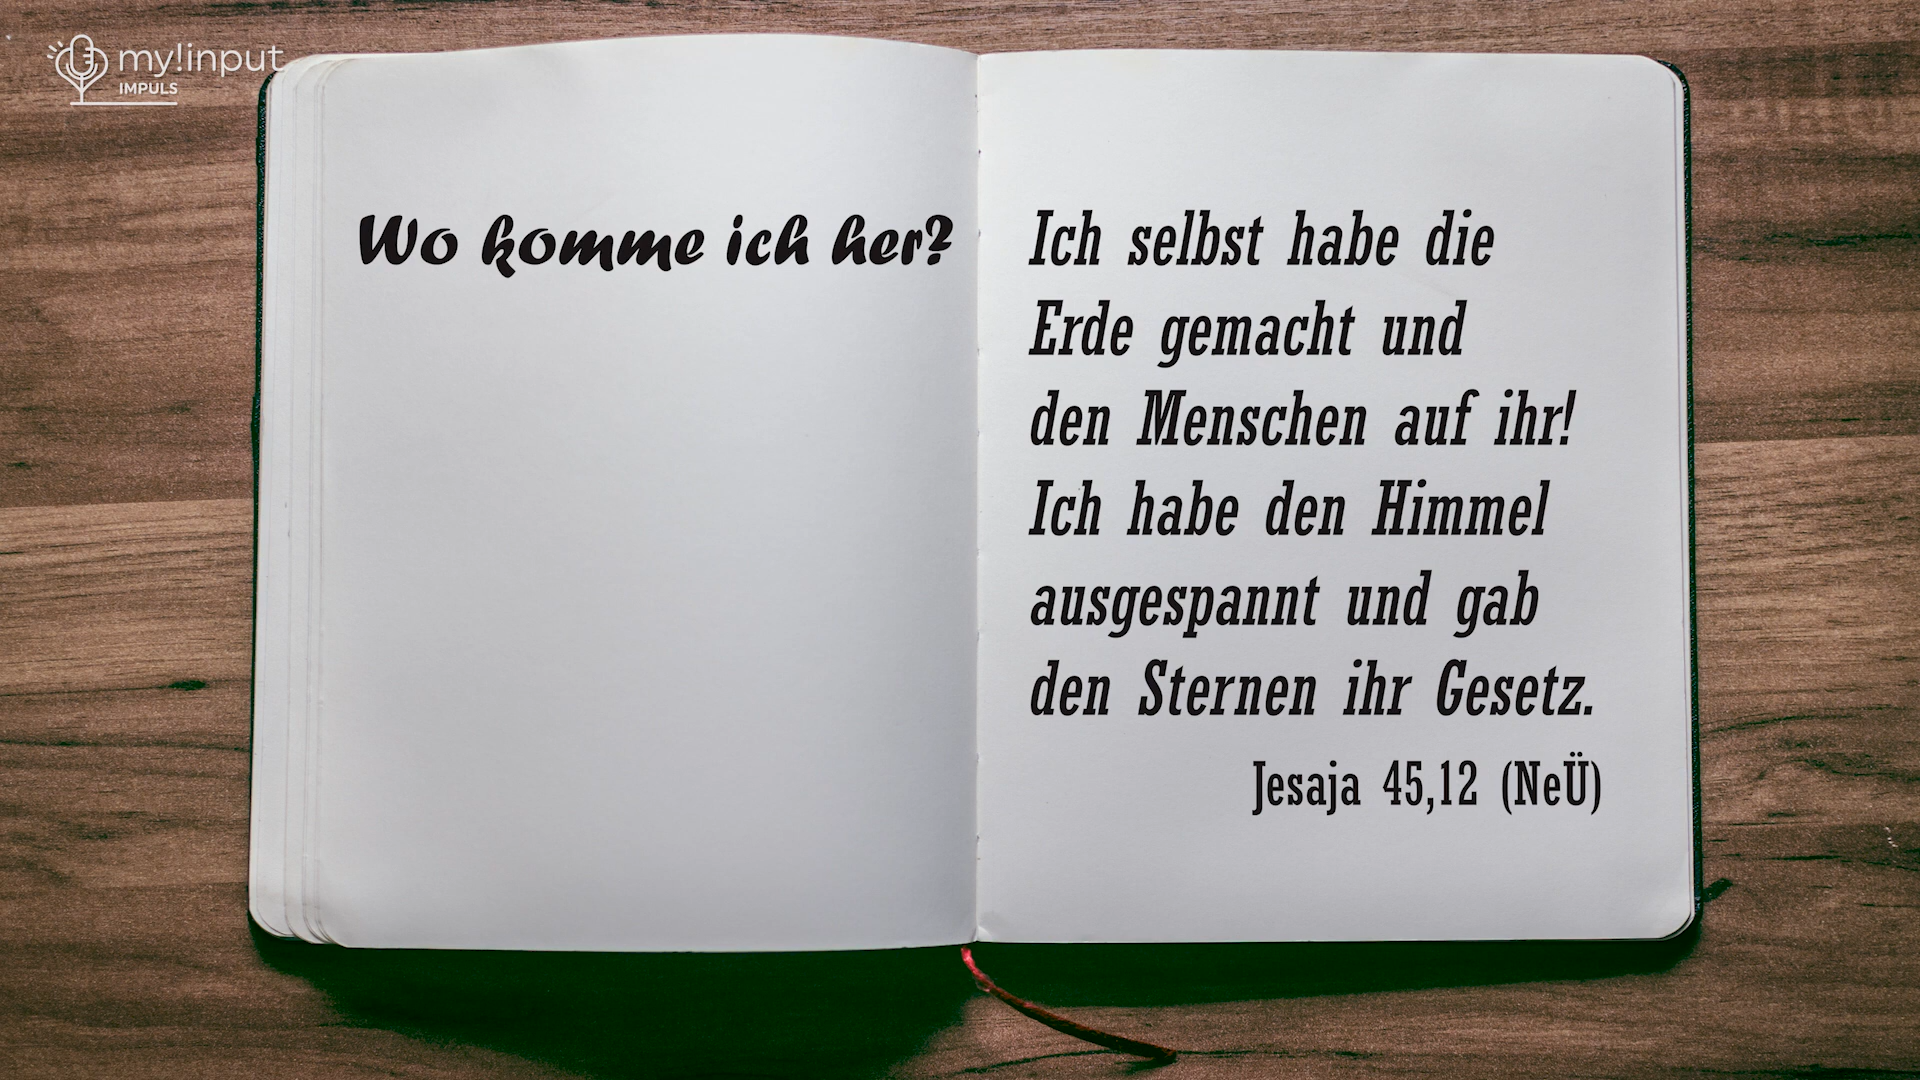 my!input
IMPULS
Wo komme ich her?
Ich selbst habe die
Erde gemacht und
den Menschen auf ihr!
Ich habe den Himmel
ausgespannt und gab
den Sternen ihr Gesetz.
Jesaja 45,12 (NeÜ)